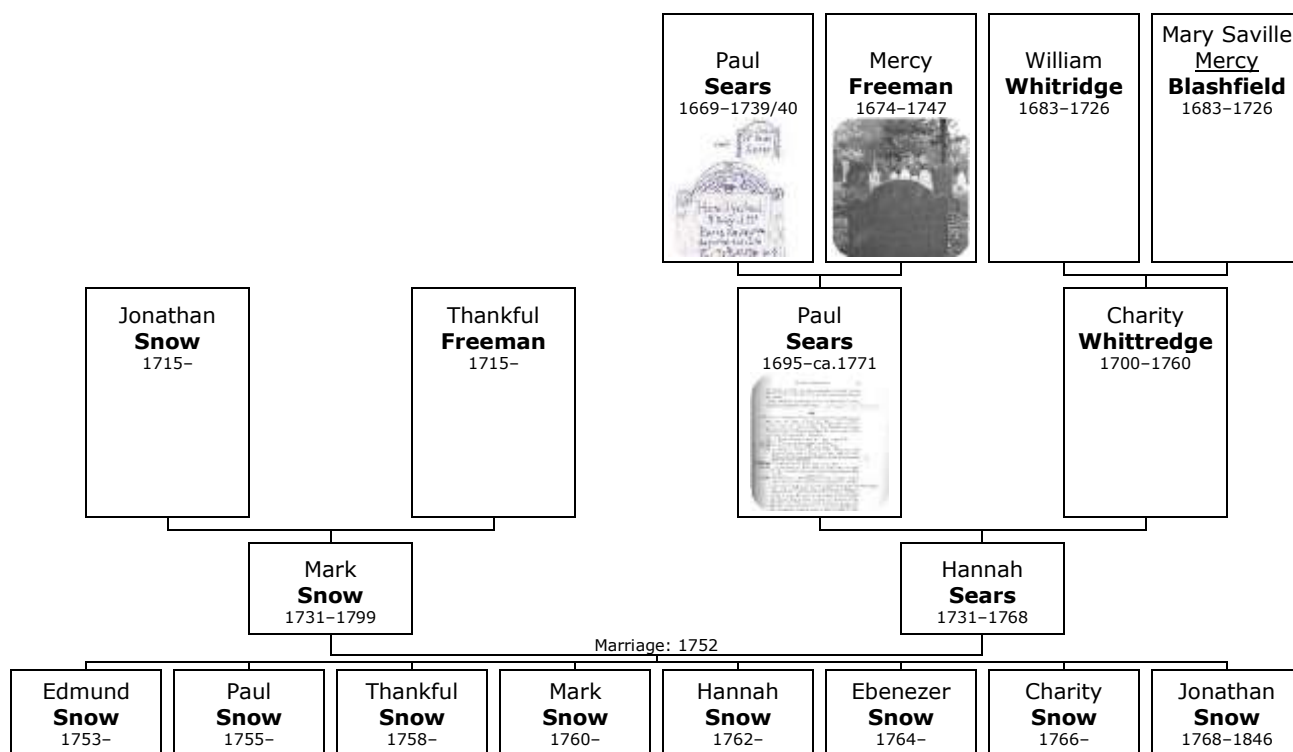 Paul
Sears
1669–1739/40
Mercy
Freeman
1674–1747
William
Whitridge
1683–1726
Mary Saville
Mercy
Blashfield
1683–1726
Jonathan
Snow
1715–
Thankful
Freeman
1715–
Paul
Sears
1695–ca.1771
Charity
Whittredge
1700–1760
Mark
Snow
1731–1799
Hannah
Sears
1731–1768
Marriage: 1752
Edmund
Snow
1753–
Paul
Snow
1755–
Thankful
Snow
1758–
Mark
Snow
1760–
Hannah
Snow
1762–
Ebenezer
Snow
1764–
Charity
Snow
1766–
Jonathan
Snow
1768–1846